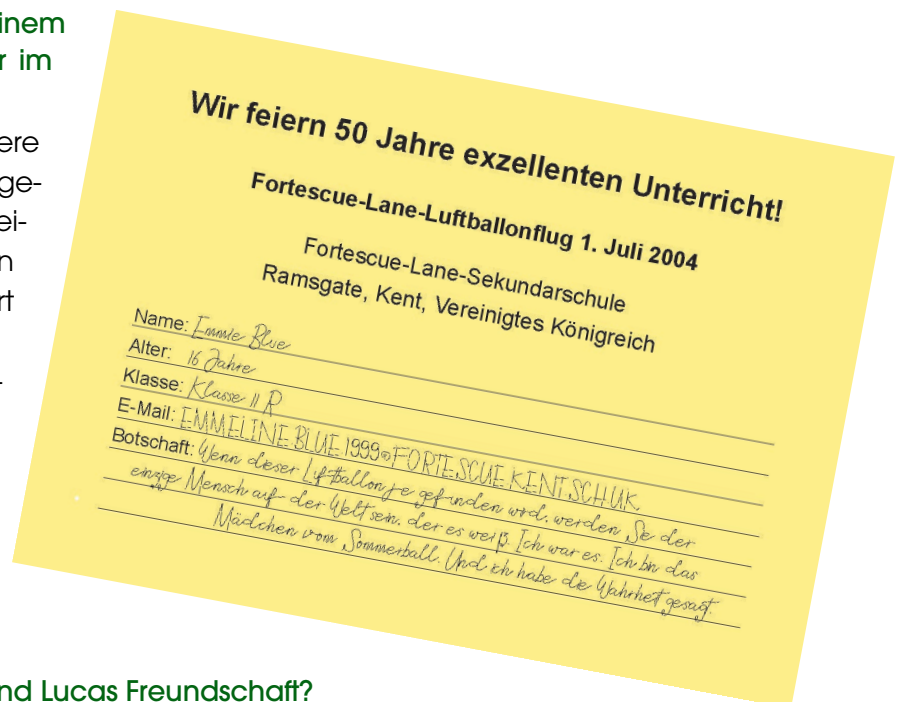 inem
r im
ere
ge-
ei-
n
rt
-
Wir feiern 50 Jahre exzellenten Unterricht!
Fortescue-Lane-Luftballonflug 1. Juli 2004
Fortescue-Lane-Sekundarschule
Ramsgate, Kent, Vereinigtes Königreich
Name: Emmie Blue
Alter: 16 Jahre
Klasse: Klasse 11 R
E-Mail: EMMELINE.BLUE1999@FORTESCUE.KENT.SCH.UK
Botschaft: Wenn dieser Luftballon je gefunden wird, werden Sie der
einzige Mensch auf der Welt sein, der es weiß. Ich war es. Ich bin das
Mädchen vom Sommerball. Und ich habe die Wahrheit gesagt.
nd Lucas Freundschaft?